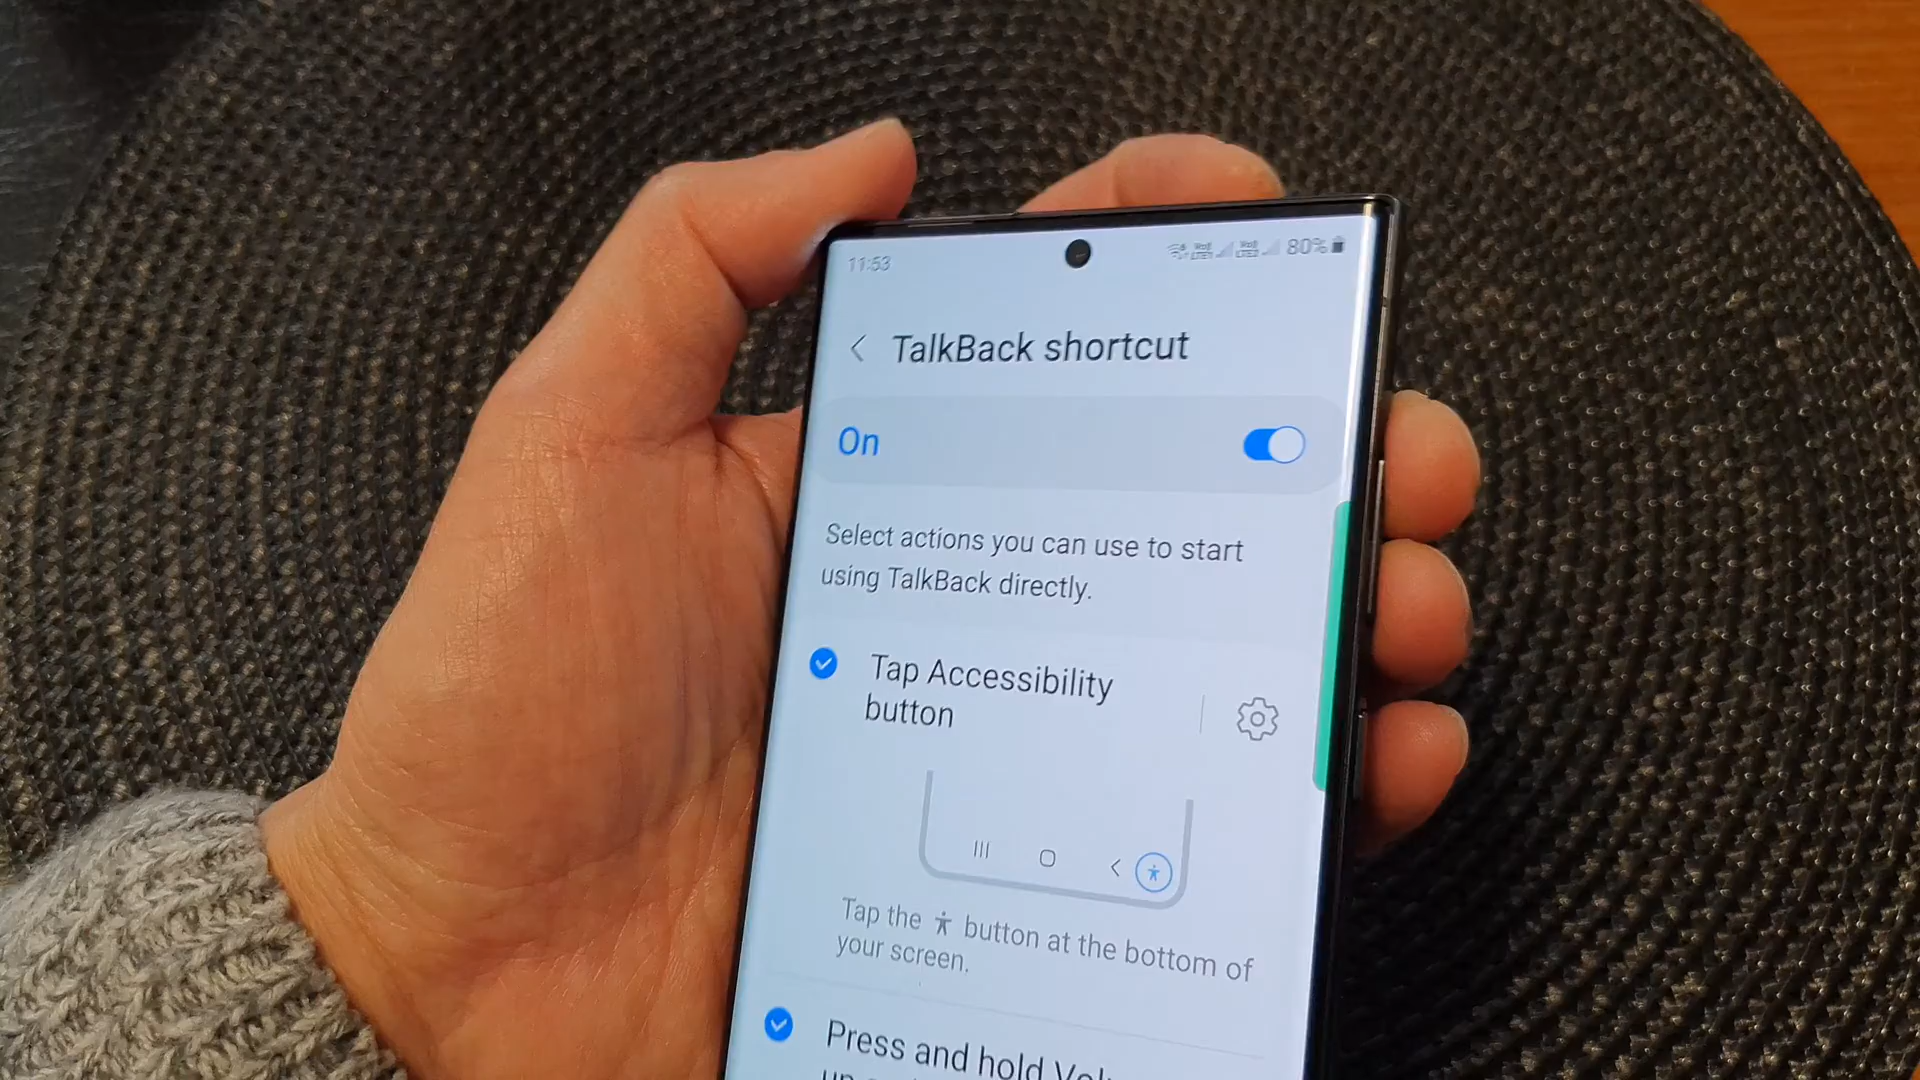 11:53
80%
TalkBack shortcut
On
Select actions you can use to start
using TalkBack directly.
Tap Accessibility
button
Tap the button at the bottom of
your screen.
Press and hold